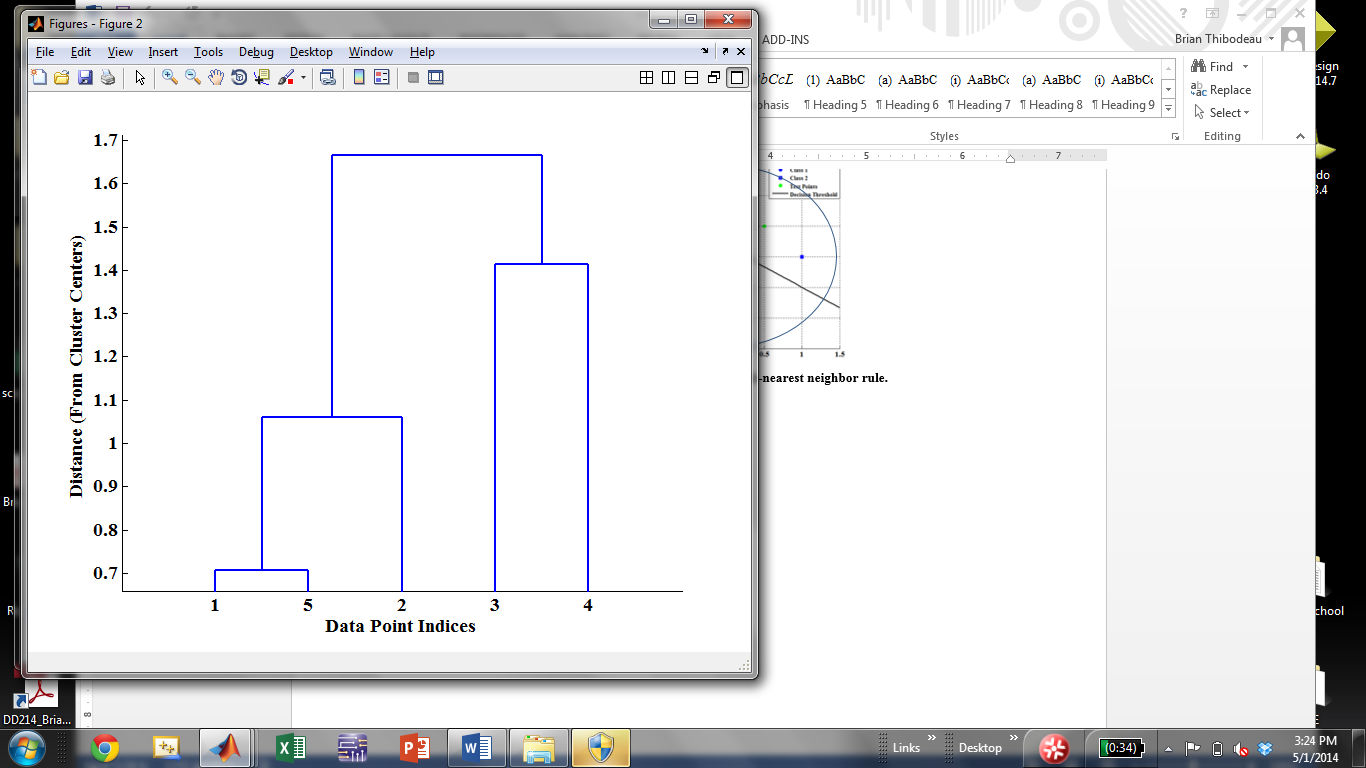 Figures - Figure 2
File Edit View Insert Tools Debug Desktop Window Help
1.7
1.6
1.5
1.4
1.3
1.2
1.1
1
0.9
0.8
0.7
Distance (From Cluster Centers)
1 5 2 3 4
Data Point Indices
ADD-INS
Brian Thibodeau
(1) AaBbC (a) AaBbC (i) AaBbCc (a) AaBbC (i) AaBbCc
¶ Heading 5 ¶ Heading 6 ¶ Heading 7 ¶ Heading 8 ¶ Heading 9
Styles
Find
Replace
Select
Editing
4 5 6 7
Class 2
Test Points
Decision Threshold
0.5 1 1.5
-nearest neighbor rule.
8
DD214_Bria...
Links
Desktop
(0:34)
3:24 PM
5/1/2014